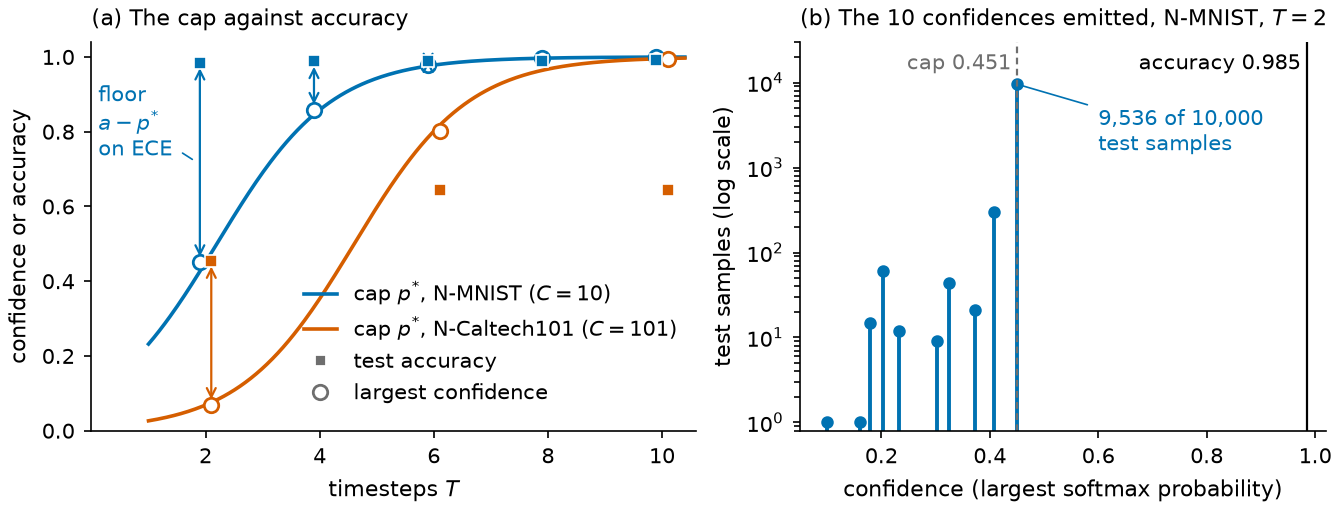 (a) The cap against accuracy
confidence or accuracy
1.0
0.8
0.6
0.4
0.2
0.0
2
4
6
8
10
timesteps T
floor
a − p*
on ECE
cap p*, N-MNIST (C = 10)
cap p*, N-Caltech101 (C = 101)
test accuracy
largest confidence
(b) The 10 confidences emitted, N-MNIST, T = 2
test samples (log scale)
10⁴
10³
10²
10¹
10⁰
0.2
0.4
0.6
0.8
1.0
confidence (largest softmax probability)
cap 0.451
accuracy 0.985
9,536 of 10,000
test samples